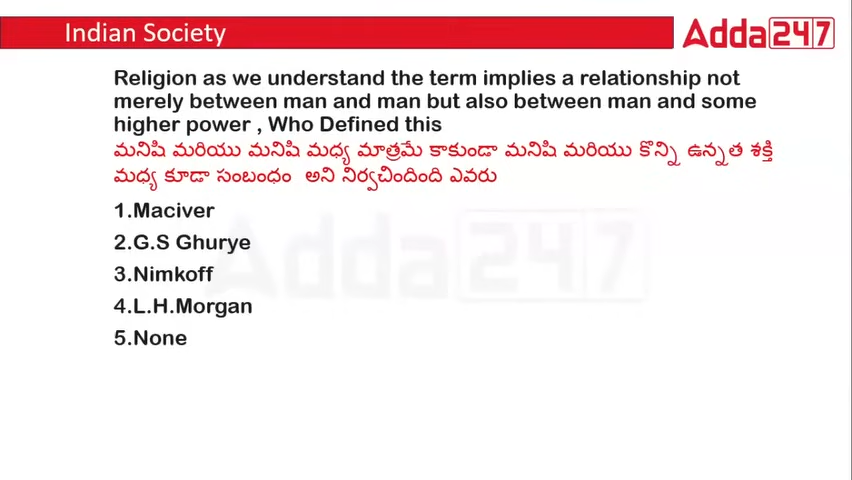 Indian Society
Adda247
Religion as we understand the term implies a relationship not
merely between man and man but also between man and some
higher power , Who Defined this
మనిషి మరియు మనిషి మధ్య మాత్రమే కాకుండా మనిషి మరియు కొన్ని ఉన్నత శక్తి
మధ్య కూడా సంబంధం అని నిర్వచిందింది ఎవరు
1.Maciver
2.G.S Ghurye
3.Nimkoff
4.L.H.Morgan
5.None
Adda247